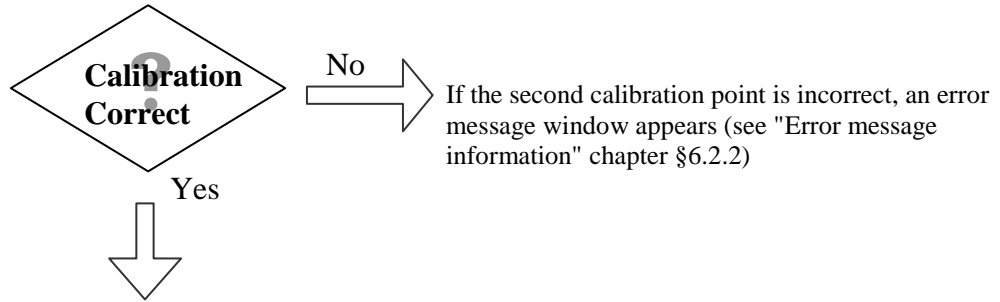 ?
Calibration
Correct
No
If the second calibration point is incorrect, an error
message window appears (see "Error message
information" chapter §6.2.2)
Yes